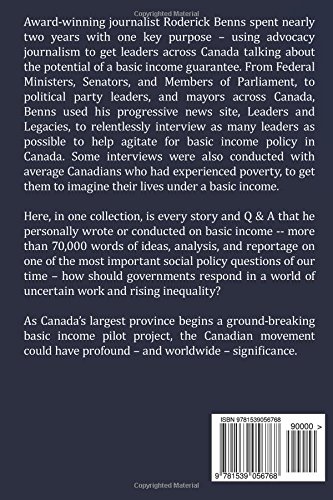 Copyrighted Material
Award-winning journalist Roderick Benns spent nearly
two years with one key purpose – using advocacy
journalism to get leaders across Canada talking about
the potential of a basic income guarantee. From Federal
Ministers, Senators, and Members of Parliament, to
political party leaders, and mayors across Canada,
Benns used his progressive news site, Leaders and
Legacies, to relentlessly interview as many leaders as
possible to help agitate for basic income policy in
Canada. Some interviews were also conducted with
average Canadians who had experienced poverty, to get
them to imagine their lives under a basic income.
Here, in one collection, is every story and Q & A that he
personally wrote or conducted on basic income -- more
than 70,000 words of ideas, analysis, and reportage on
one of the most important social policy questions of our
time – how should governments respond in a world of
uncertain work and rising inequality?
As Canada's largest province begins a ground-breaking
basic income pilot project, the Canadian movement
could have profound – and worldwide – significance.
ISBN 9781539056768
90000 >
9 781539 056768
Copyrighted Material